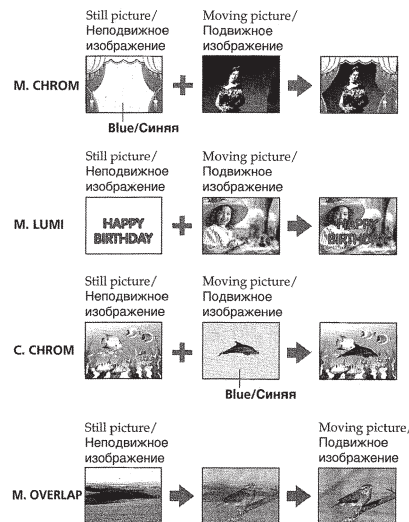 Still picture/
Неподвижное
изображение
Moving picture/
Подвижное
изображение
M. CHROM
Blue/Синяя
Still picture/
Неподвижное
изображение
Moving picture/
Подвижное
изображение
M. LUMI
HAPPY
BIRTHDAY
HAPPY
BIRTHDAY
Still picture/
Неподвижное
изображение
Moving picture/
Подвижное
изображение
C. CHROM
Blue/Синяя
Still picture/
Неподвижное
изображение
Moving picture/
Подвижное
изображение
M. OVERLAP